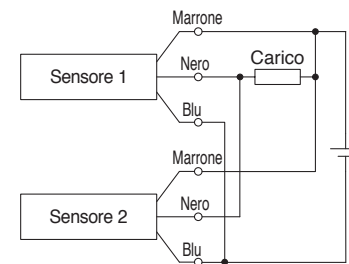 Marrone
Nero
Carico
Sensore 1
Blu
Marrone
Nero
Sensore 2
Blu